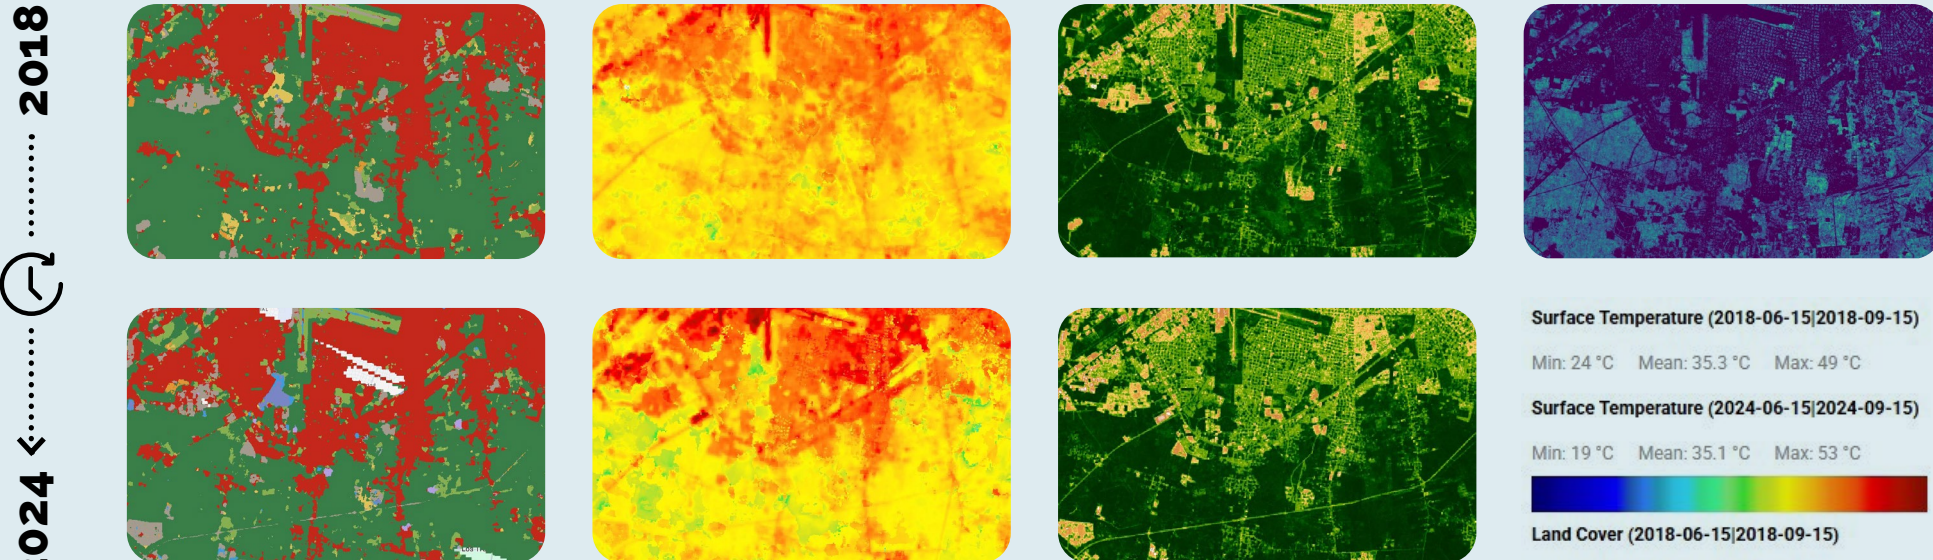 2018
Surface Temperature (2018-06-15|2018-09-15)
Min: 24 °C Mean: 35.3 °C Max: 49 °C
Surface Temperature (2024-06-15|2024-09-15)
Min: 19 °C Mean: 35.1 °C Max: 53 °C
Land Cover (2018-06-15|2018-09-15)
2024